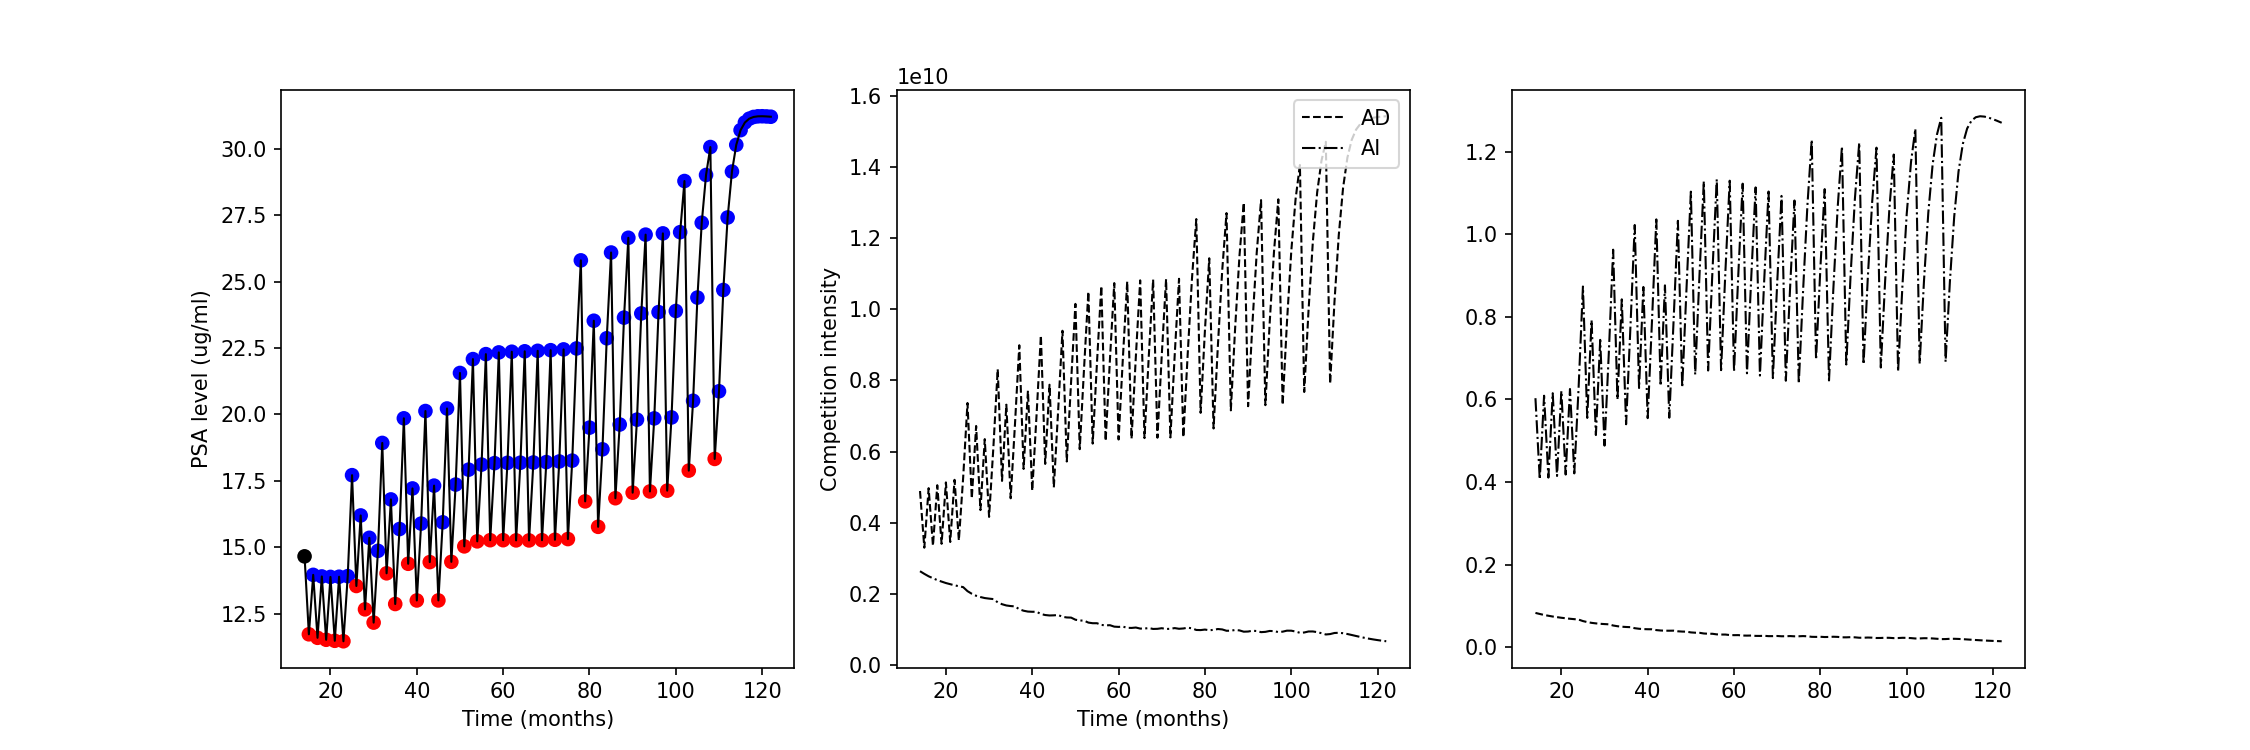 PSA level (ug/ml)
30.0
27.5
25.0
22.5
20.0
17.5
15.0
12.5
20 40 60 80 100 120
Time (months)
1e10
Competition intensity
1.6
1.4
1.2
1.0
0.8
0.6
0.4
0.2
0.0
AD
AI
20 40 60 80 100 120
Time (months)
1.2
1.0
0.8
0.6
0.4
0.2
0.0
20 40 60 80 100 120